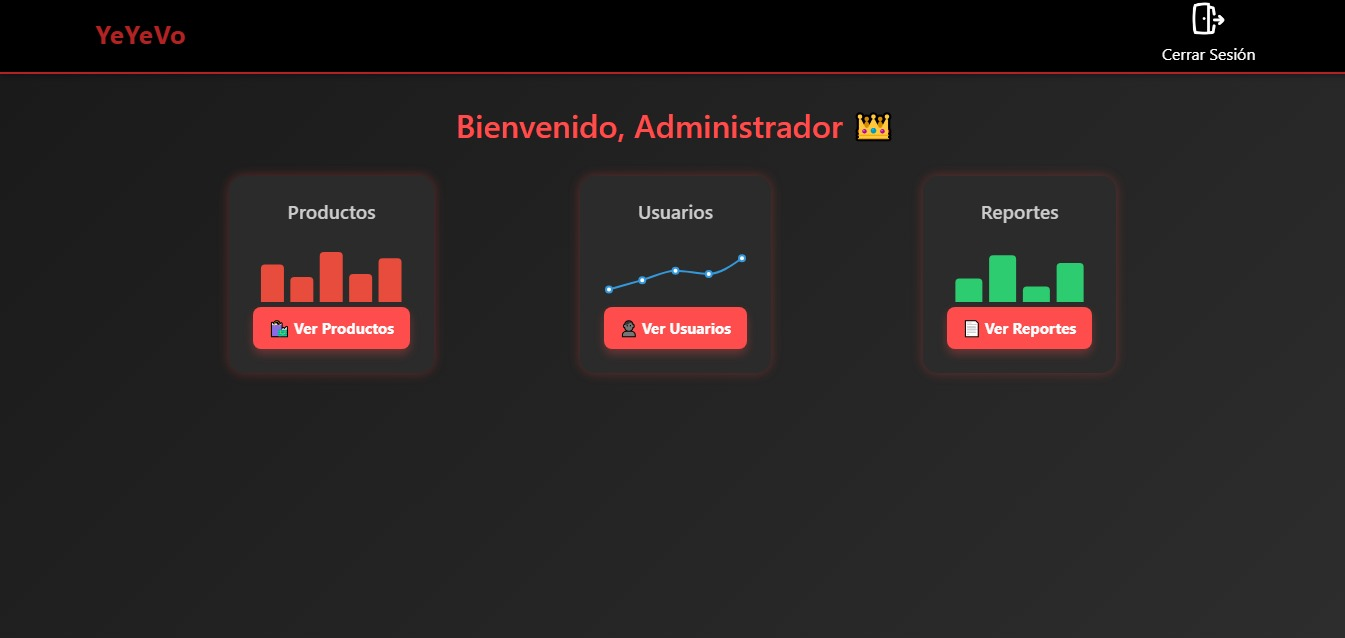 YeYeVo
Cerrar Sesión
Bienvenido, Administrador 👑
Productos
Usuarios
Reportes
🛍️ Ver Productos
👤 Ver Usuarios
📄 Ver Reportes